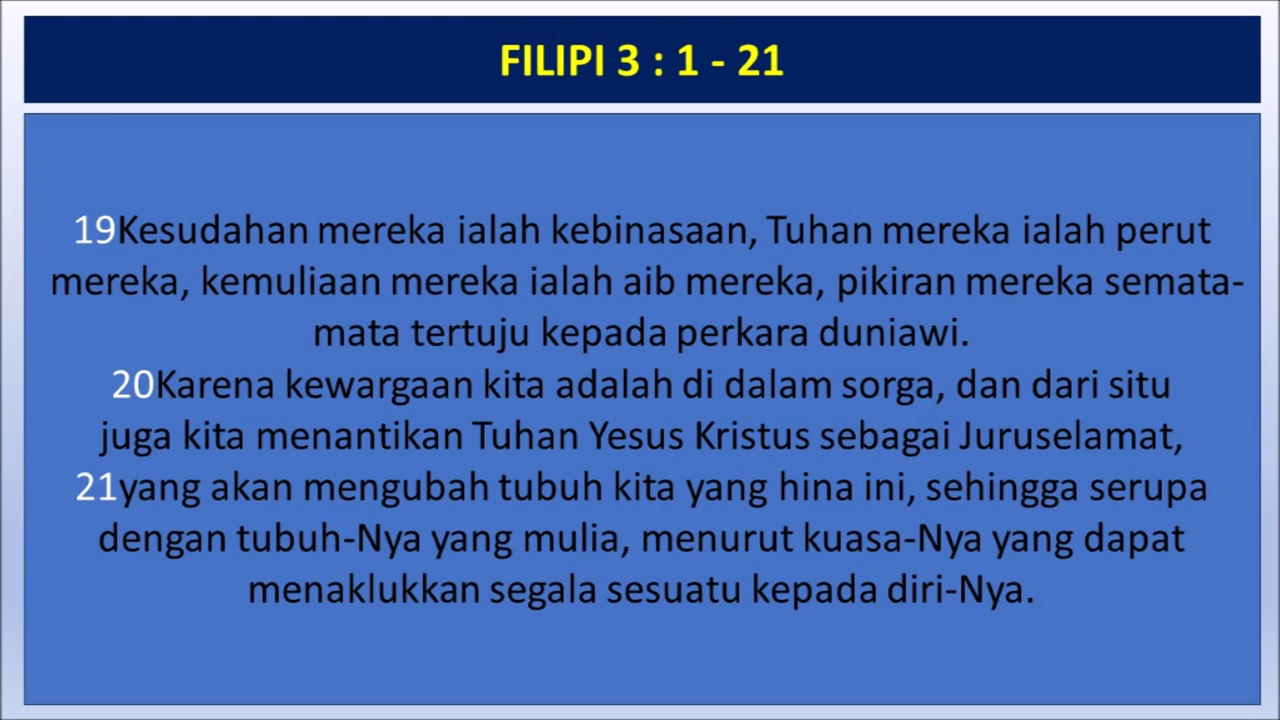 FILIPI 3 : 1 - 21
19Kesudahan mereka ialah kebinasaan, Tuhan mereka ialah perut
mereka, kemuliaan mereka ialah aib mereka, pikiran mereka semata-
mata tertuju kepada perkara duniawi.
20Karena kewargaan kita adalah di dalam sorga, dan dari situ
juga kita menantikan Tuhan Yesus Kristus sebagai Juruselamat,
21yang akan mengubah tubuh kita yang hina ini, sehingga serupa
dengan tubuh-Nya yang mulia, menurut kuasa-Nya yang dapat
menaklukkan segala sesuatu kepada diri-Nya.